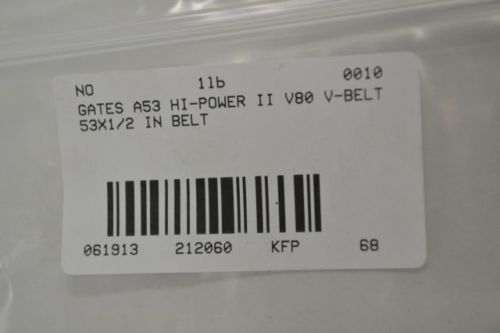 NO 1lb 0010
GATES A53 HI-POWER II V80 V-BELT
53X1/2 IN BELT
061913 212060 KFP 68